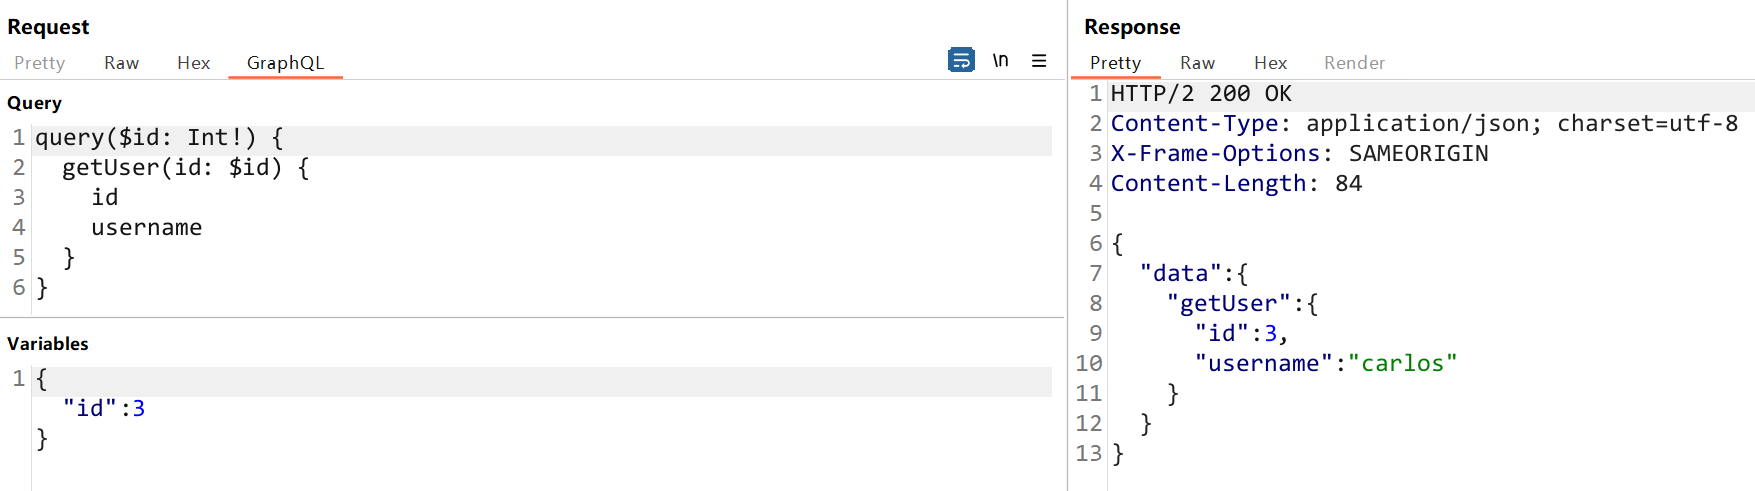 Request
Pretty Raw Hex GraphQL \n
Query
1 query($id: Int!) {
2   getUser(id: $id) {
3     id
4     username
5   }
6 }
Variables
1 {
  "id":3
}
Response
Pretty Raw Hex Render
1 HTTP/2 200 OK
2 Content-Type: application/json; charset=utf-8
3 X-Frame-Options: SAMEORIGIN
4 Content-Length: 84
5
6 {
7   "data":{
8     "getUser":{
9       "id":3,
10       "username":"carlos"
11     }
12   }
13 }